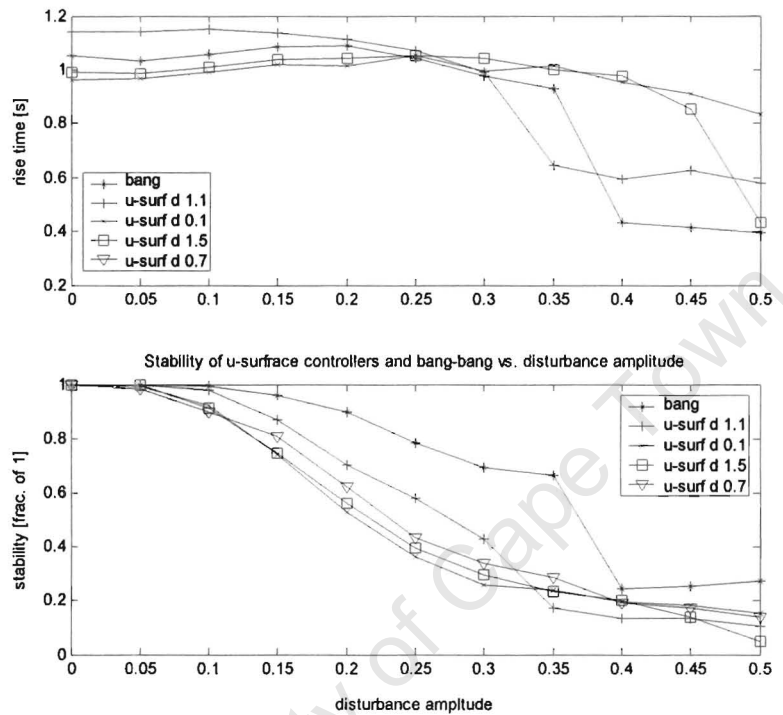 1.2
1
0.8
0.6
0.4
0.2
rise time [s]
bang
u-surf d 1.1
u-surf d 0.1
u-surf d 1.5
u-surf d 0.7
0 0.05 0.1 0.15 0.2 0.25 0.3 0.35 0.4 0.45 0.5
Stability of u-surfrace controllers and bang-bang vs. disturbance amplitude
1
0.8
0.6
0.4
0.2
0
stability [frac. of 1]
bang
u-surf d 1.1
u-surf d 0.1
u-surf d 1.5
u-surf d 0.7
0 0.05 0.1 0.15 0.2 0.25 0.3 0.35 0.4 0.45 0.5
disturbance ampltude
of Cape Town